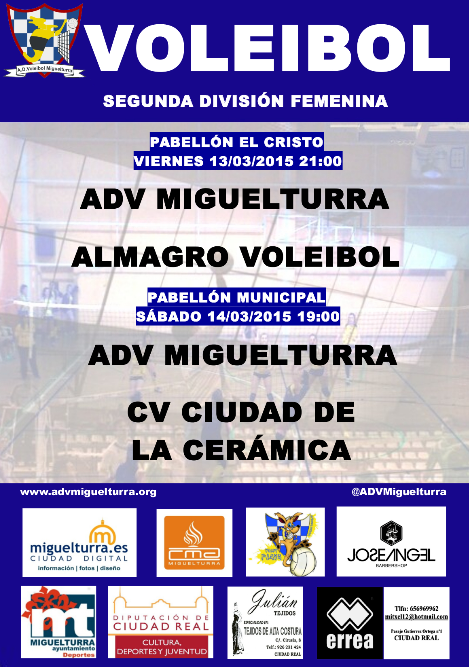 A.D.Voleibol Miguelturra
VOLEIBOL
SEGUNDA DIVISIÓN FEMENINA
PABELLÓN EL CRISTO
VIERNES 13/03/2015 21:00
ADV MIGUELTURRA
ALMAGRO VOLEIBOL
PABELLÓN MUNICIPAL
SÁBADO 14/03/2015 19:00
ADV MIGUELTURRA
CV CIUDAD DE
LA CERÁMICA
www.advmiguelturra.org
@ADVMiguelturra
miguelturra.es
CIUDAD DIGITAL
información | fotos | diseño
cma
MIGUELTURRA
JOSEANGEL
BARBERSHOP
MIGUELTURRA
ayuntamiento
Deportes
DIPUTACIÓN DE
CIUDAD REAL
CULTURA,
DEPORTES Y JUVENTUD
Julián
TEJIDOS
ESPECIALIDAD EN
TEJIDOS DE ALTA COSTURA
CIUDAD REAL
errea
Tlfn: 656969962
CIUDAD REAL